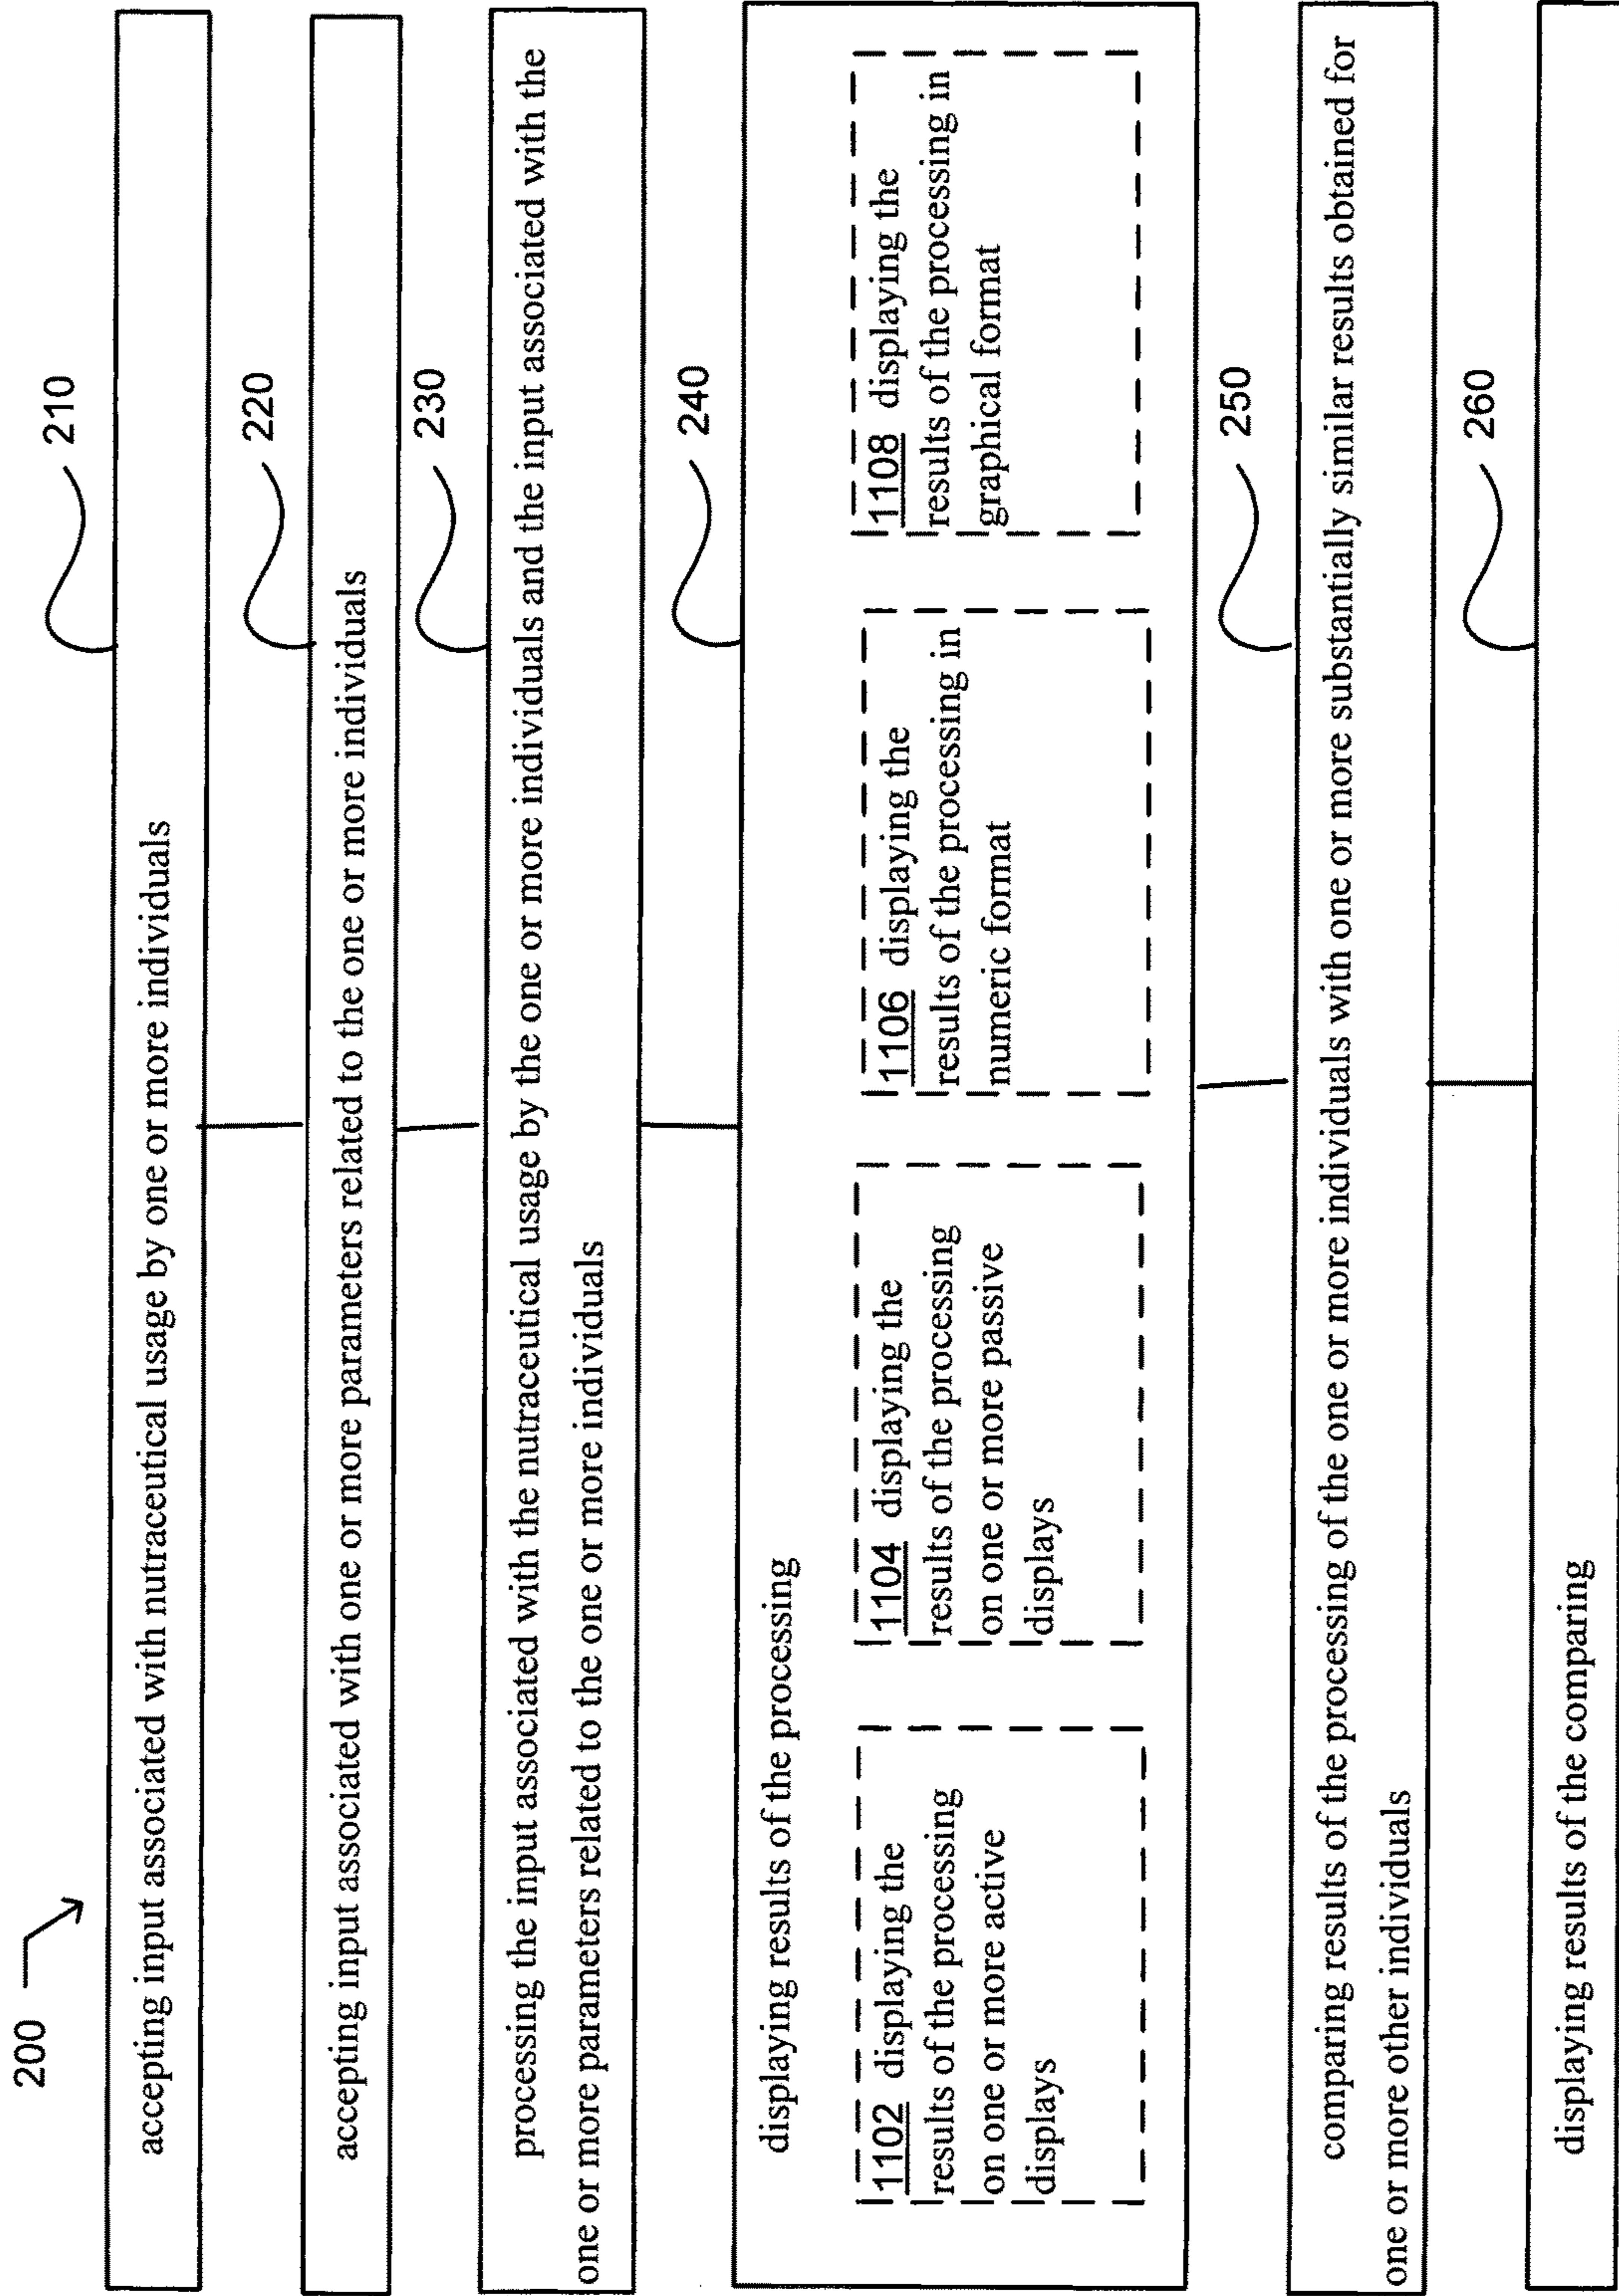 200
210
accepting input associated with nutraceutical usage by one or more individuals
220
accepting input associated with one or more parameters related to the one or more individuals
230
processing the input associated with the nutraceutical usage by the one or more individuals and the input associated with the
one or more parameters related to the one or more individuals
240
displaying results of the processing
1102 displaying the
results of the processing
on one or more active
displays
1104 displaying the
results of the processing
on one or more passive
displays
1106 displaying the
results of the processing in
numeric format
1108 displaying the
results of the processing in
graphical format
250
comparing results of the processing of the one or more individuals with one or more substantially similar results obtained for
one or more other individuals
260
displaying results of the comparing